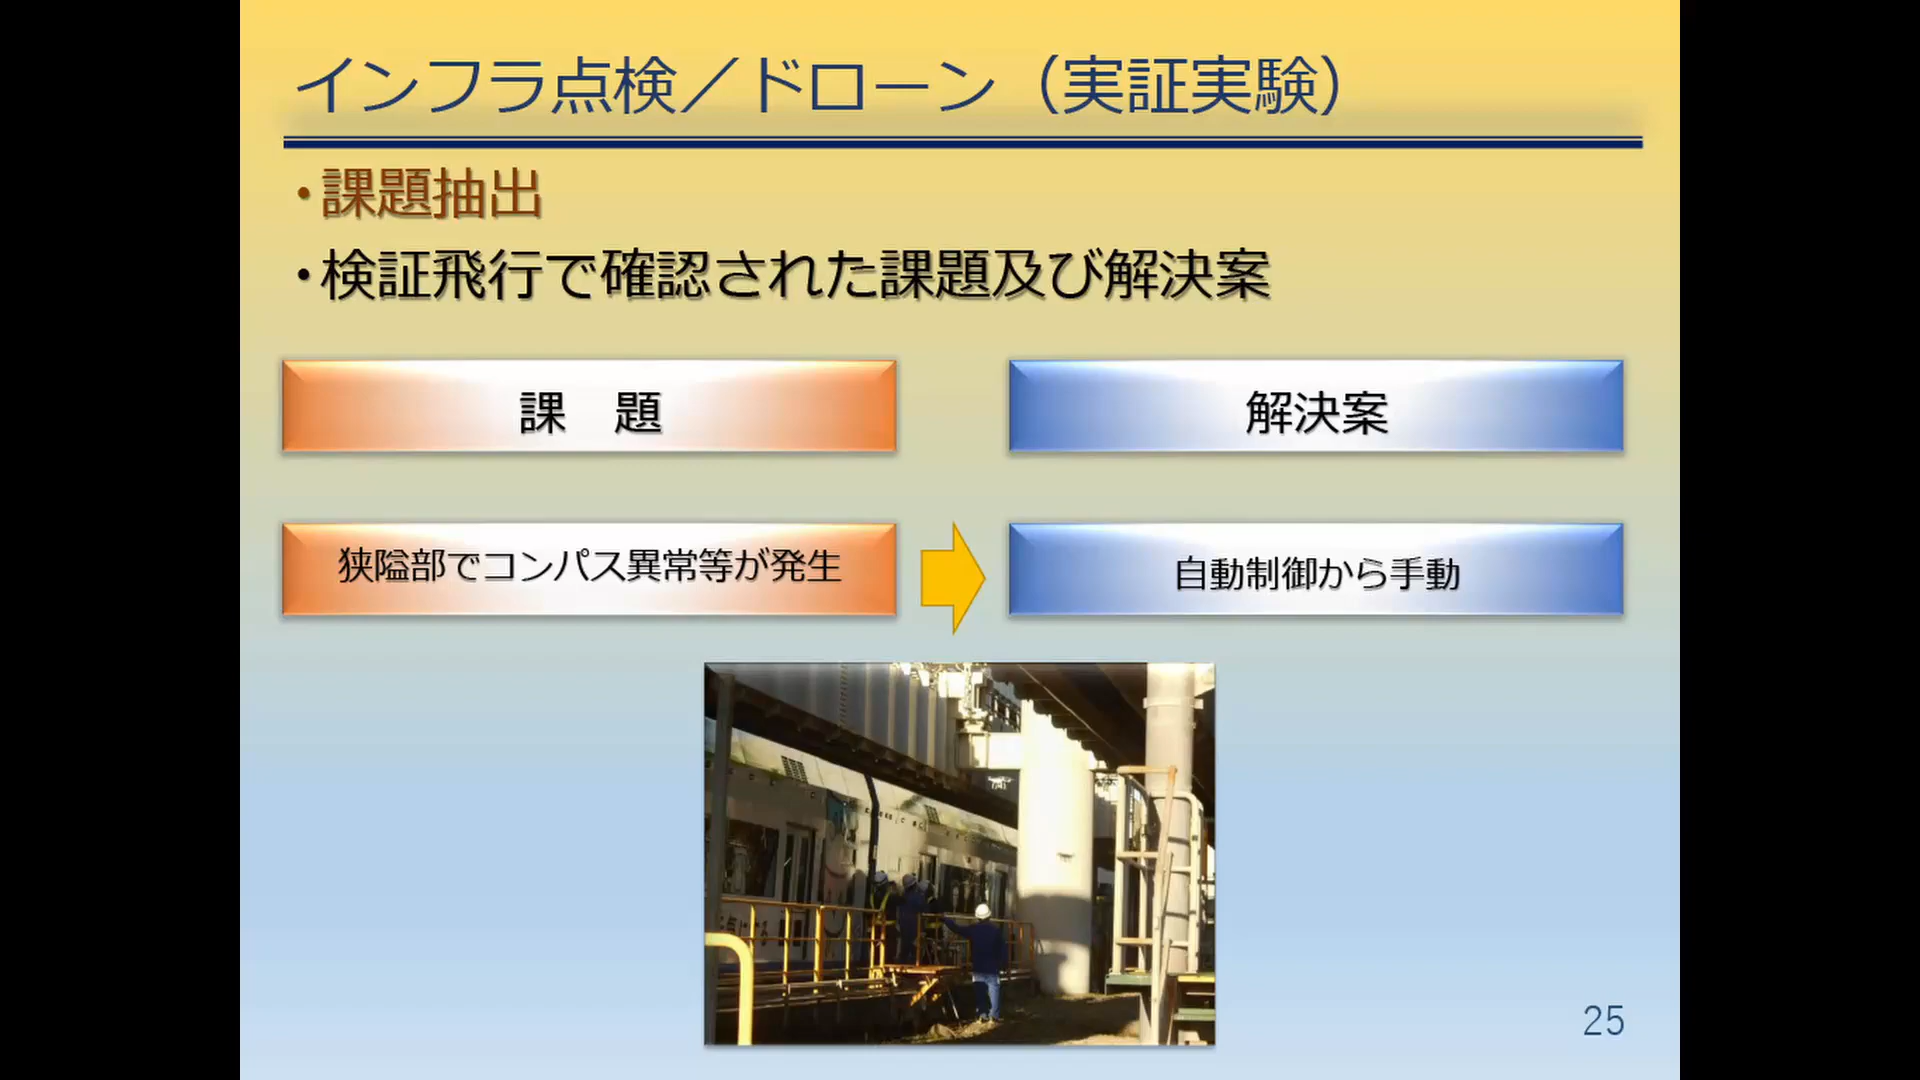 インフラ点検／ドローン（実証実験）
・課題抽出
・検証飛行で確認された課題及び解決案
課　題
解決案
狭隘部でコンパス異常等が発生
自動制御から手動
25